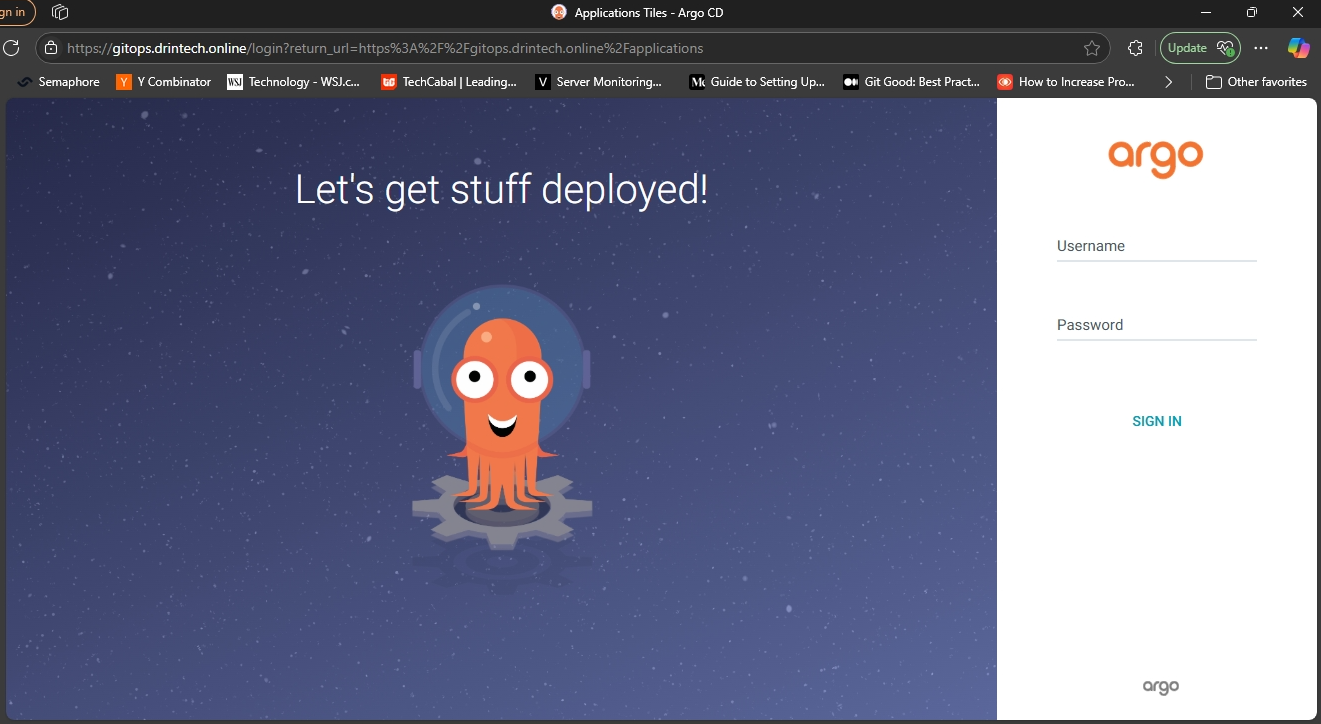 gn in
Applications Tiles - Argo CD
https://gitops.drintech.online/login?return_url=https%3A%2F%2Fgitops.drintech.online%2Fapplications
Update
Semaphore
Y Y Combinator
WSJ Technology - WSJ.c...
TC TechCabal | Leading...
V Server Monitoring...
Guide to Setting Up...
Git Good: Best Pract...
How to Increase Pro...
Other favorites
Let's get stuff deployed!
argo
Username
Password
SIGN IN
argo